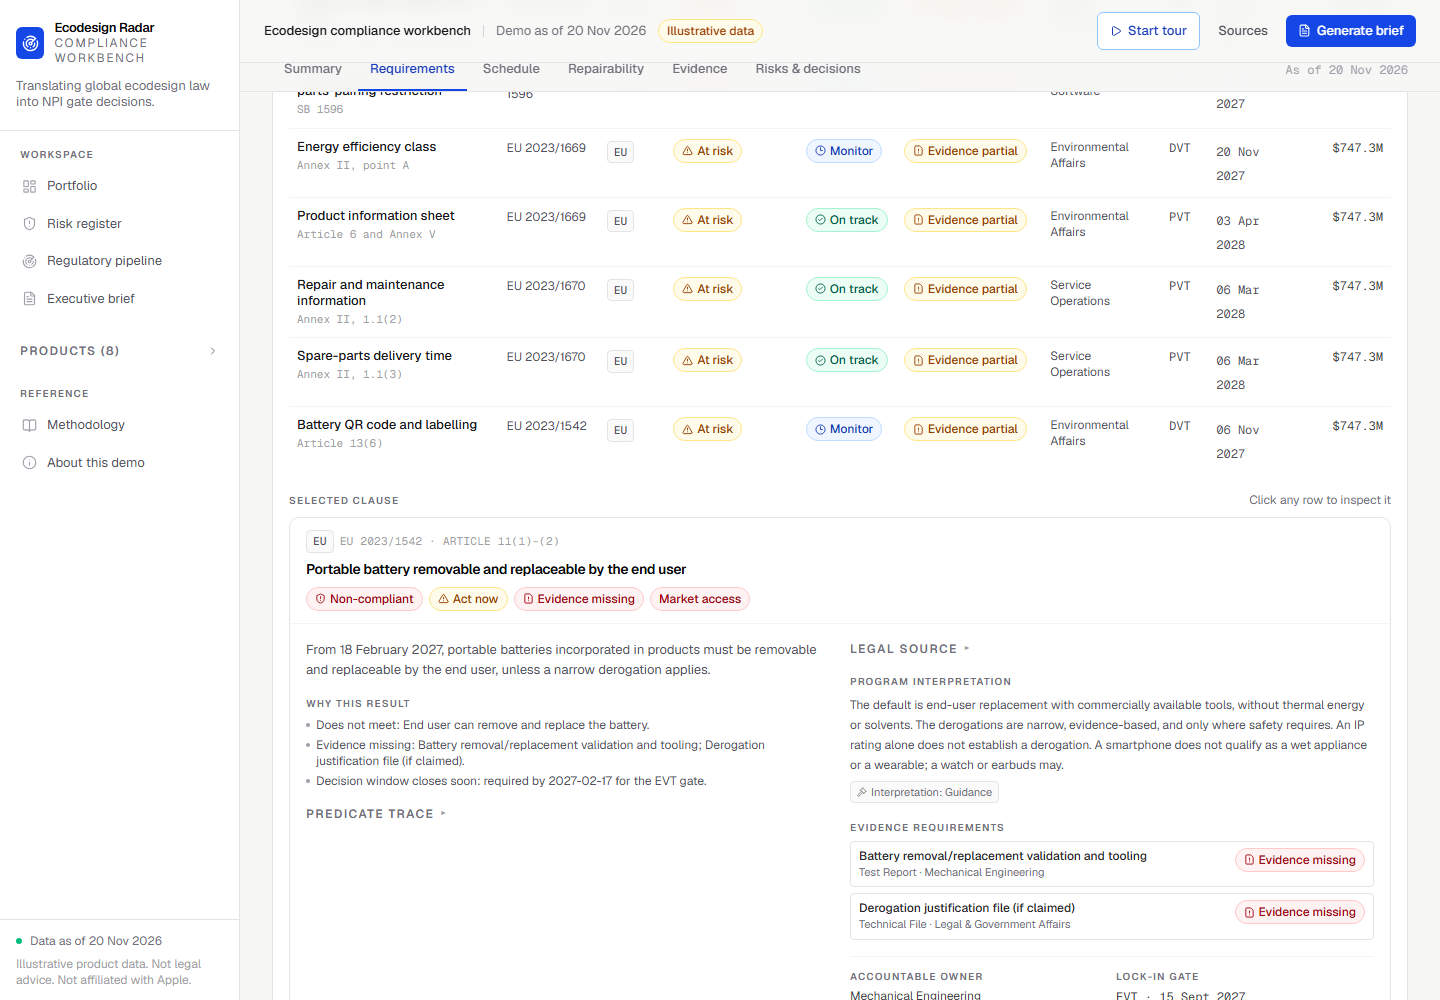 Ecodesign Radar
COMPLIANCE
WORKBENCH
Translating global ecodesign law
into NPI gate decisions.
WORKSPACE
Portfolio
Risk register
Regulatory pipeline
Executive brief
PRODUCTS (8)
REFERENCE
Methodology
About this demo
Data as of 20 Nov 2026
Illustrative product data. Not legal
advice. Not affiliated with Apple.
Ecodesign compliance workbench
Demo as of 20 Nov 2026
Illustrative data
Start tour
Sources
Generate brief
Summary
Requirements
Schedule
Repairability
Evidence
Risks & decisions
As of 20 Nov 2026
parts-pairing restriction
1596
Software
2027
SB 1596
Energy efficiency class
Annex II, point A
EU 2023/1669
EU
At risk
Monitor
Evidence partial
Environmental
Affairs
DVT
20 Nov
2027
$747.3M
Product information sheet
Article 6 and Annex V
EU 2023/1669
EU
At risk
On track
Evidence partial
Environmental
Affairs
PVT
03 Apr
2028
$747.3M
Repair and maintenance
information
Annex II, 1.1(2)
EU 2023/1670
EU
At risk
On track
Evidence partial
Service
Operations
PVT
06 Mar
2028
$747.3M
Spare-parts delivery time
Annex II, 1.1(3)
EU 2023/1670
EU
At risk
On track
Evidence partial
Service
Operations
PVT
06 Mar
2028
$747.3M
Battery QR code and labelling
Article 13(6)
EU 2023/1542
EU
At risk
Monitor
Evidence partial
Environmental
Affairs
DVT
06 Nov
2027
$747.3M
SELECTED CLAUSE
Click any row to inspect it
EU
EU 2023/1542 · ARTICLE 11(1)-(2)
Portable battery removable and replaceable by the end user
Non-compliant
Act now
Evidence missing
Market access
From 18 February 2027, portable batteries incorporated in products must be removable
and replaceable by the end user, unless a narrow derogation applies.
WHY THIS RESULT
Does not meet: End user can remove and replace the battery.
Evidence missing: Battery removal/replacement validation and tooling; Derogation
justification file (if claimed).
Decision window closes soon: required by 2027-02-17 for the EVT gate.
PREDICATE TRACE
LEGAL SOURCE
PROGRAM INTERPRETATION
The default is end-user replacement with commercially available tools, without thermal energy
or solvents. The derogations are narrow, evidence-based, and only where safety requires. An IP
rating alone does not establish a derogation. A smartphone does not qualify as a wet appliance
or a wearable; a watch or earbuds may.
Interpretation: Guidance
EVIDENCE REQUIREMENTS
Battery removal/replacement validation and tooling
Test Report · Mechanical Engineering
Evidence missing
Derogation justification file (if claimed)
Technical File · Legal & Government Affairs
Evidence missing
ACCOUNTABLE OWNER
Mechanical Engineering
LOCK-IN GATE
EVT · 15 Sept 2027